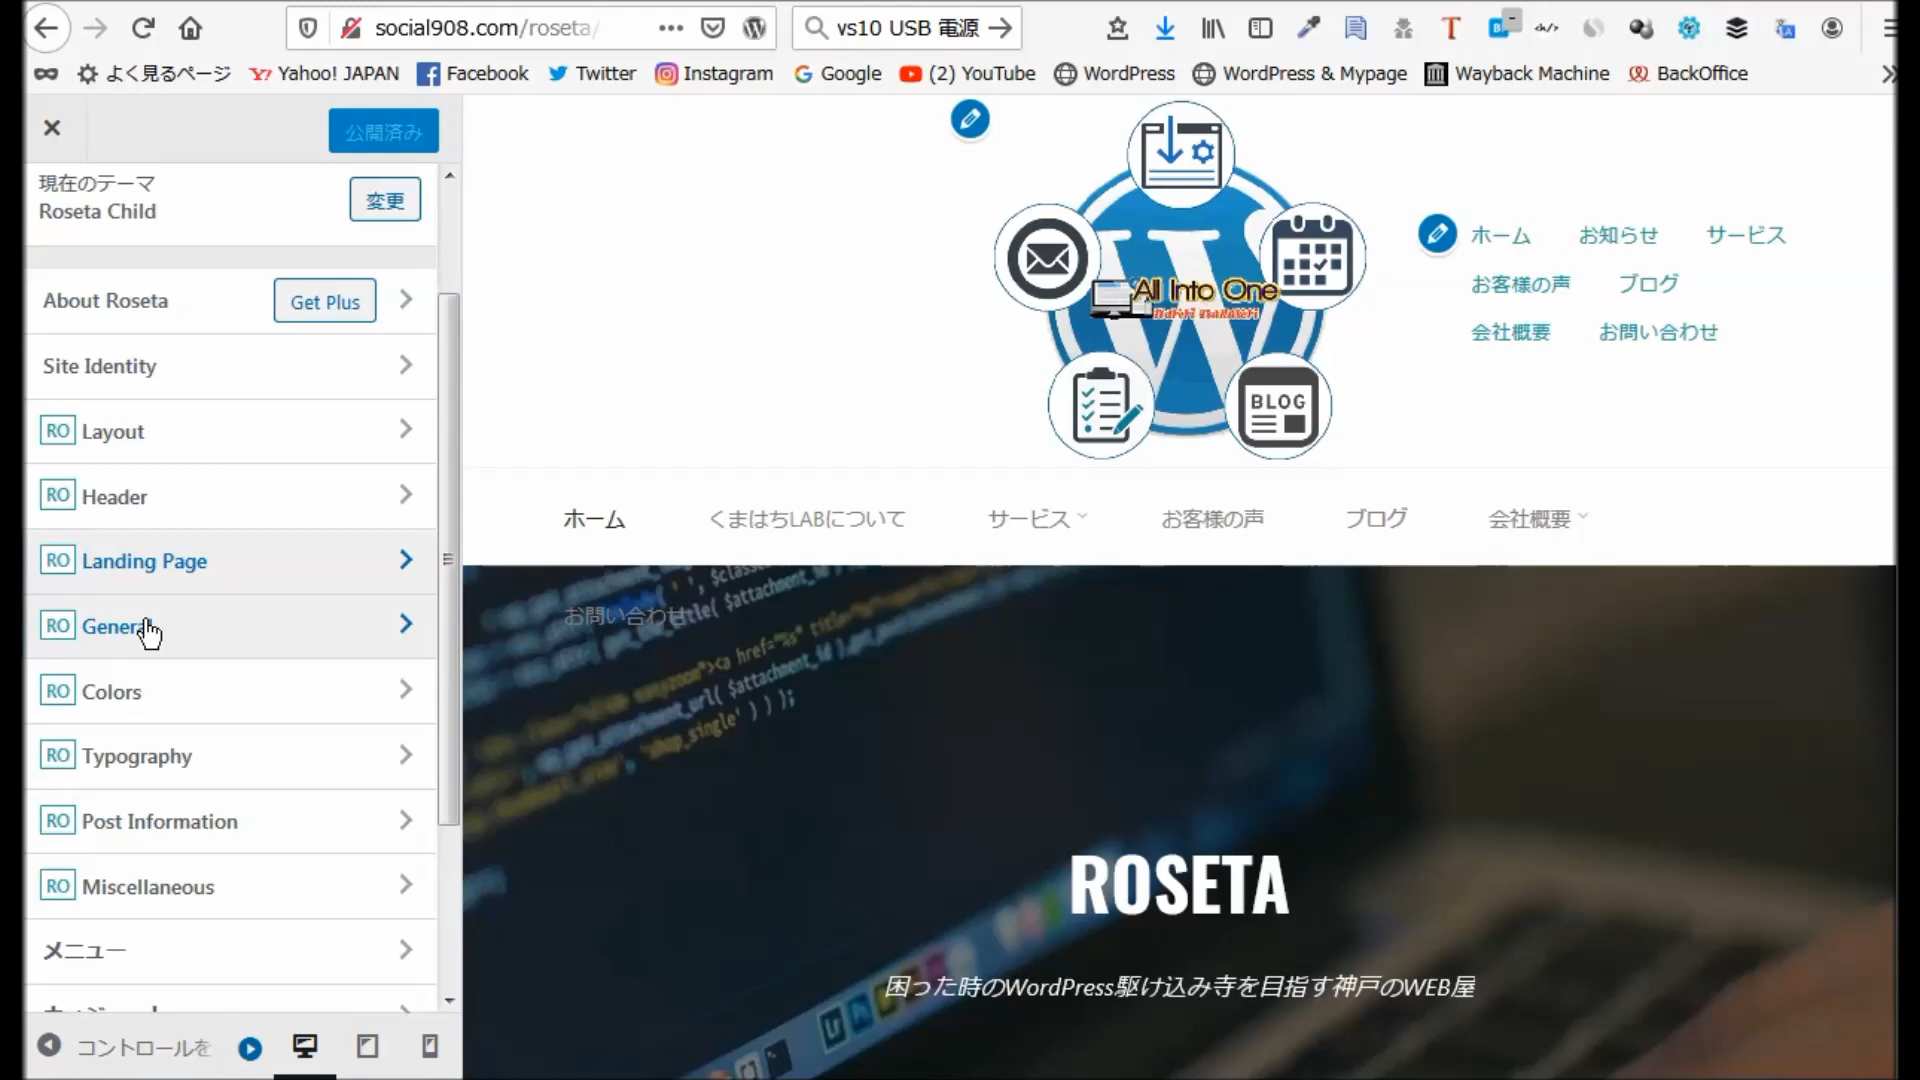 social908.com/roseta/
vs10 USB 電源
よく見るページ
Yahoo! JAPAN
Facebook
Twitter
Instagram
Google
(2) YouTube
WordPress
WordPress & Mypage
Wayback Machine
BackOffice
公開済み
現在のテーマ
Roseta Child
変更
About Roseta
Get Plus
Site Identity
RO Layout
RO Header
RO Landing Page
RO General
RO Colors
RO Typography
RO Post Information
RO Miscellaneous
メニュー
コントロールを
All Into One
BLOG
ホーム お知らせ サービス
お客様の声 ブログ
会社概要 お問い合わせ
ホーム くまはちLABについて サービス お客様の声 ブログ 会社概要
お問い合わせ
ROSETA
困った時のWordPress駆け込み寺を目指す神戸のWEB屋